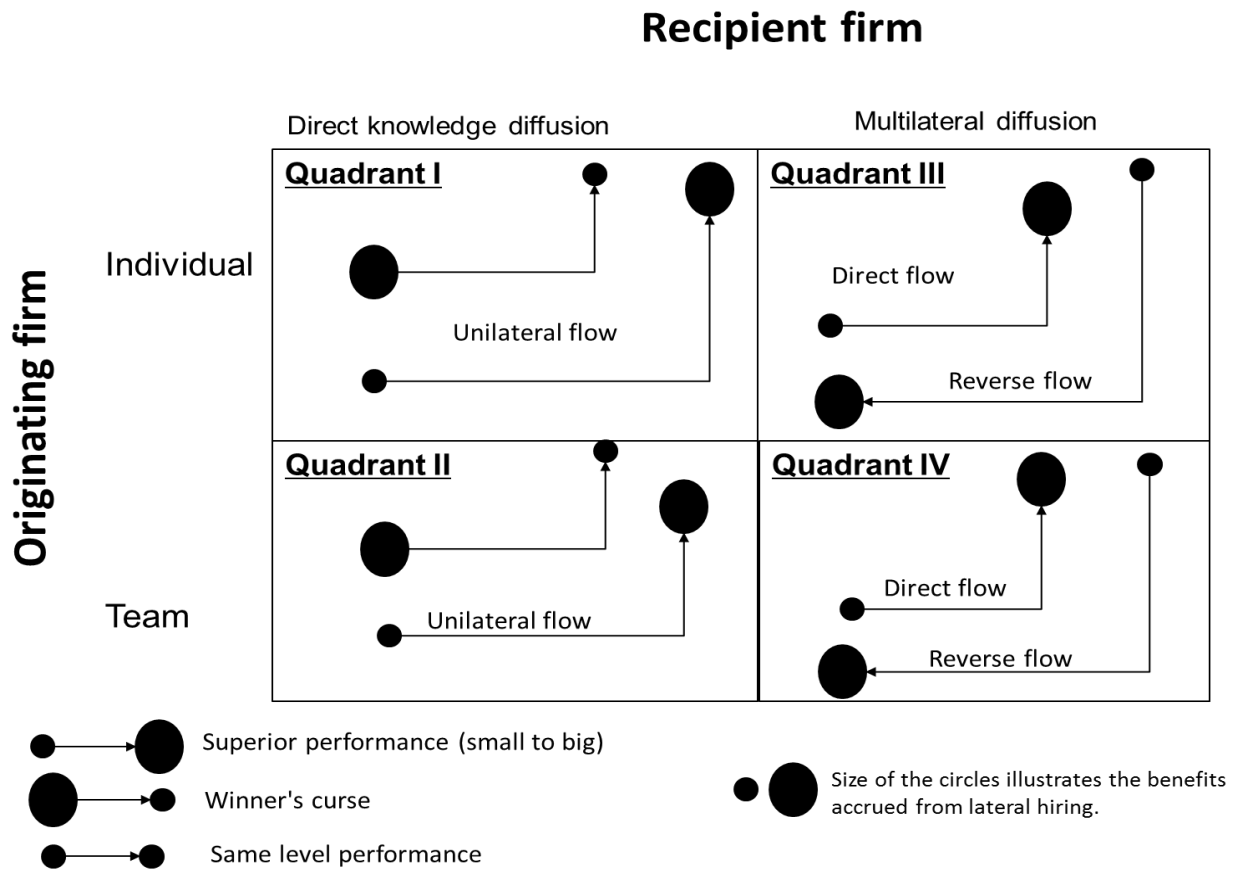 Recipient firm
Direct knowledge diffusion
Multilateral diffusion
Originating firm
Individual
Quadrant I
Unilateral flow
Quadrant III
Direct flow
Reverse flow
Team
Quadrant II
Unilateral flow
Quadrant IV
Direct flow
Reverse flow
Superior performance (small to big)
Winner's curse
Same level performance
Size of the circles illustrates the benefits
accrued from lateral hiring.